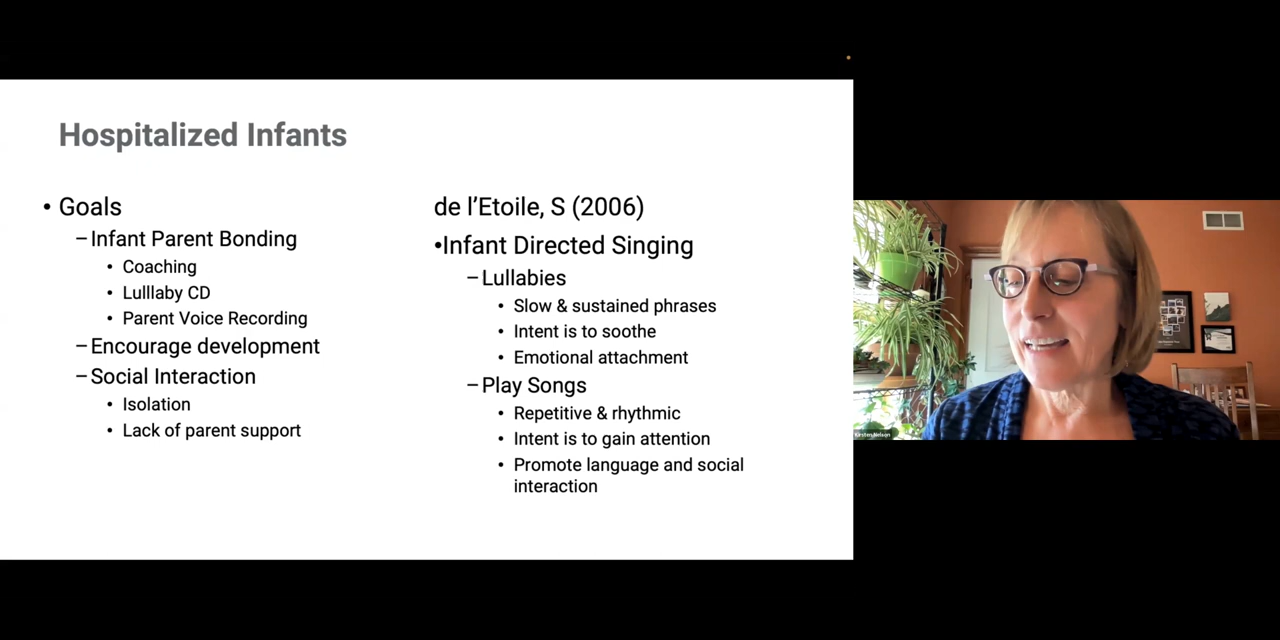 Hospitalized Infants
• Goals
–Infant Parent Bonding
• Coaching
• Lulllaby CD
• Parent Voice Recording
–Encourage development
–Social Interaction
• Isolation
• Lack of parent support
de l’Etoile, S (2006)
•Infant Directed Singing
–Lullabies
• Slow & sustained phrases
• Intent is to soothe
• Emotional attachment
–Play Songs
• Repetitive & rhythmic
• Intent is to gain attention
• Promote language and social
interaction
Kirsten Nelson